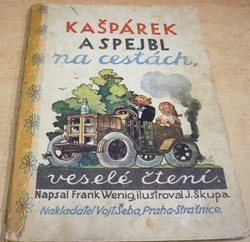 KAŠPÁREK
A SPEJBL
na cestách,
veselé čtení.
Napsal Frank Wenig, ilustroval J. Skupa.
Nakladatel Vojt. Šeba, Praha-Strašnice